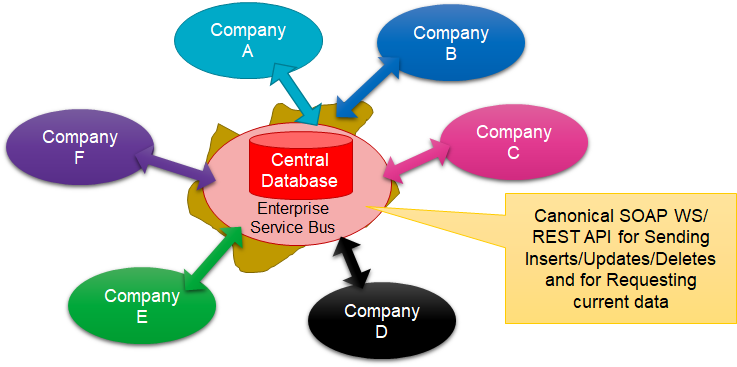 Company
A
Company
B
Company
F
Company
C
Central
Database
Enterprise
Service Bus
Canonical SOAP WS/
REST API for Sending
Inserts/Updates/Deletes
and for Requesting
current data
Company
E
Company
D